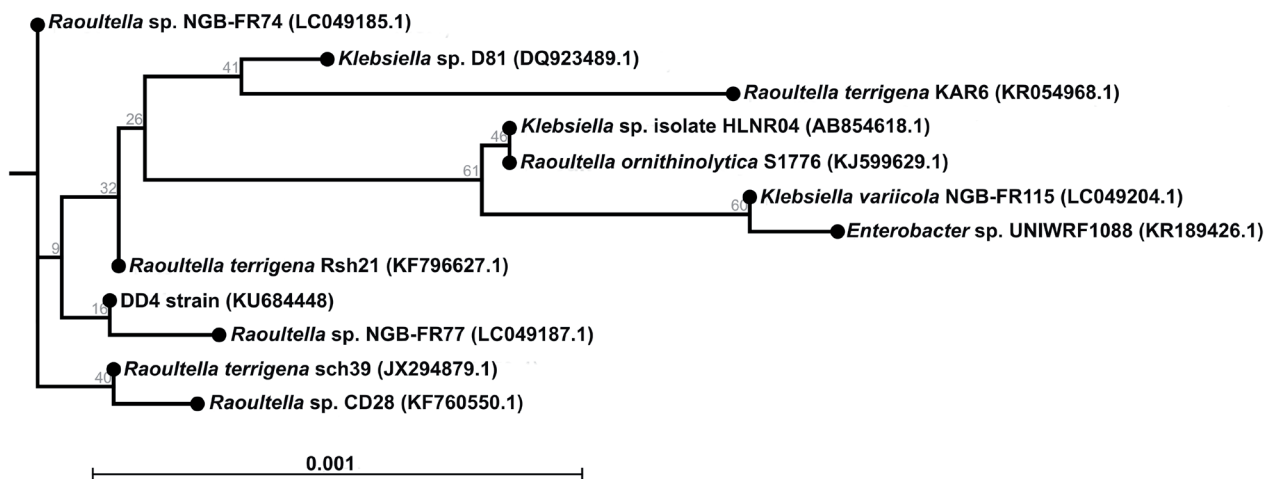 Raoultella sp. NGB-FR74 (LC049185.1)
41
Klebsiella sp. D81 (DQ923489.1)
Raoultella terrigena KAR6 (KR054968.1)
26
Klebsiella sp. isolate HLNR04 (AB854618.1)
46
Raoultella ornithinolytica S1776 (KJ599629.1)
61
32
Klebsiella variicola NGB-FR115 (LC049204.1)
60
Enterobacter sp. UNIWRF1088 (KR189426.1)
9
Raoultella terrigena Rsh21 (KF796627.1)
DD4 strain (KU684448)
16
Raoultella sp. NGB-FR77 (LC049187.1)
Raoultella terrigena sch39 (JX294879.1)
40
Raoultella sp. CD28 (KF760550.1)
0.001